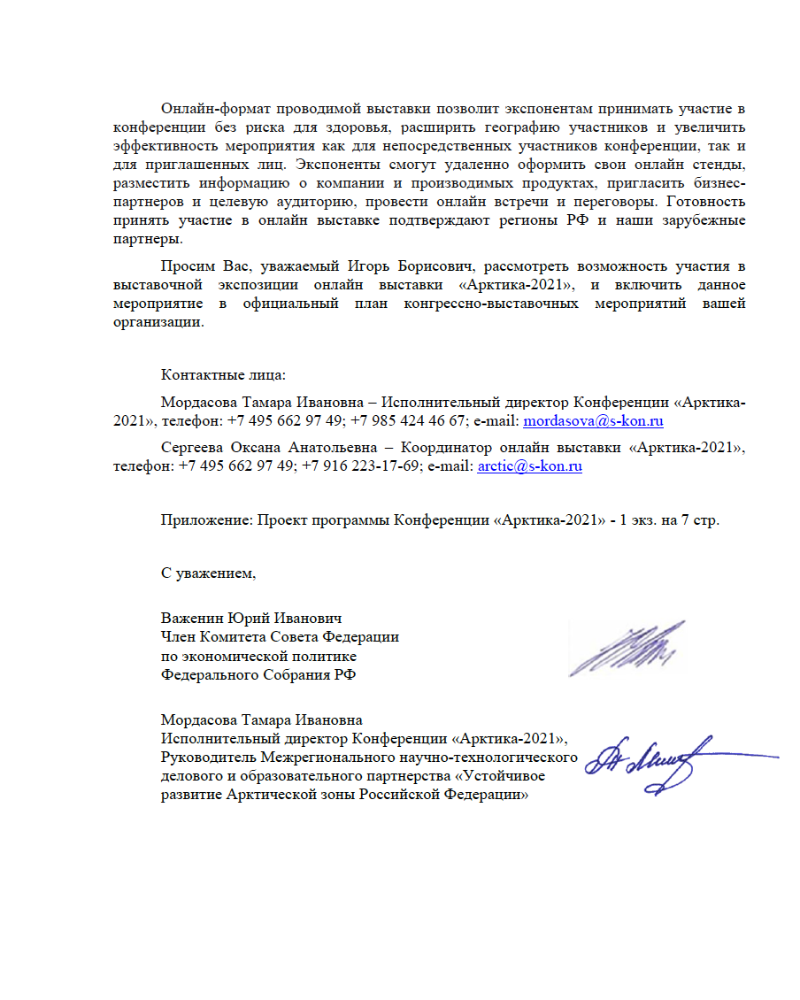 Онлайн-формат проводимой выставки позволит экспонентам принимать участие в
конференции без риска для здоровья, расширить географию участников и увеличить
эффективность мероприятия как для непосредственных участников конференции, так и
для приглашенных лиц. Экспоненты смогут удаленно оформить свои онлайн стенды,
разместить информацию о компании и производимых продуктах, пригласить бизнес-
партнеров и целевую аудиторию, провести онлайн встречи и переговоры. Готовность
принять участие в онлайн выставке подтверждают регионы РФ и наши зарубежные
партнеры.
Просим Вас, уважаемый Игорь Борисович, рассмотреть возможность участия в
выставочной экспозиции онлайн выставки «Арктика-2021», и включить данное
мероприятие в официальный план конгрессно-выставочных мероприятий вашей
организации.
Контактные лица:
Мордасова Тамара Ивановна – Исполнительный директор Конференции «Арктика-
2021», телефон: +7 495 662 97 49; +7 985 424 46 67; e-mail: mordasova@s-kon.ru
Сергеева Оксана Анатольевна – Координатор онлайн выставки «Арктика-2021»,
телефон: +7 495 662 97 49; +7 916 223-17-69; e-mail: arctic@s-kon.ru
Приложение: Проект программы Конференции «Арктика-2021» - 1 экз. на 7 стр.
С уважением,
Важенин Юрий Иванович
Член Комитета Совета Федерации
по экономической политике
Федерального Собрания РФ
Мордасова Тамара Ивановна
Исполнительный директор Конференции «Арктика-2021»,
Руководитель Межрегионального научно-технологического
делового и образовательного партнерства «Устойчивое
развитие Арктической зоны Российской Федерации»